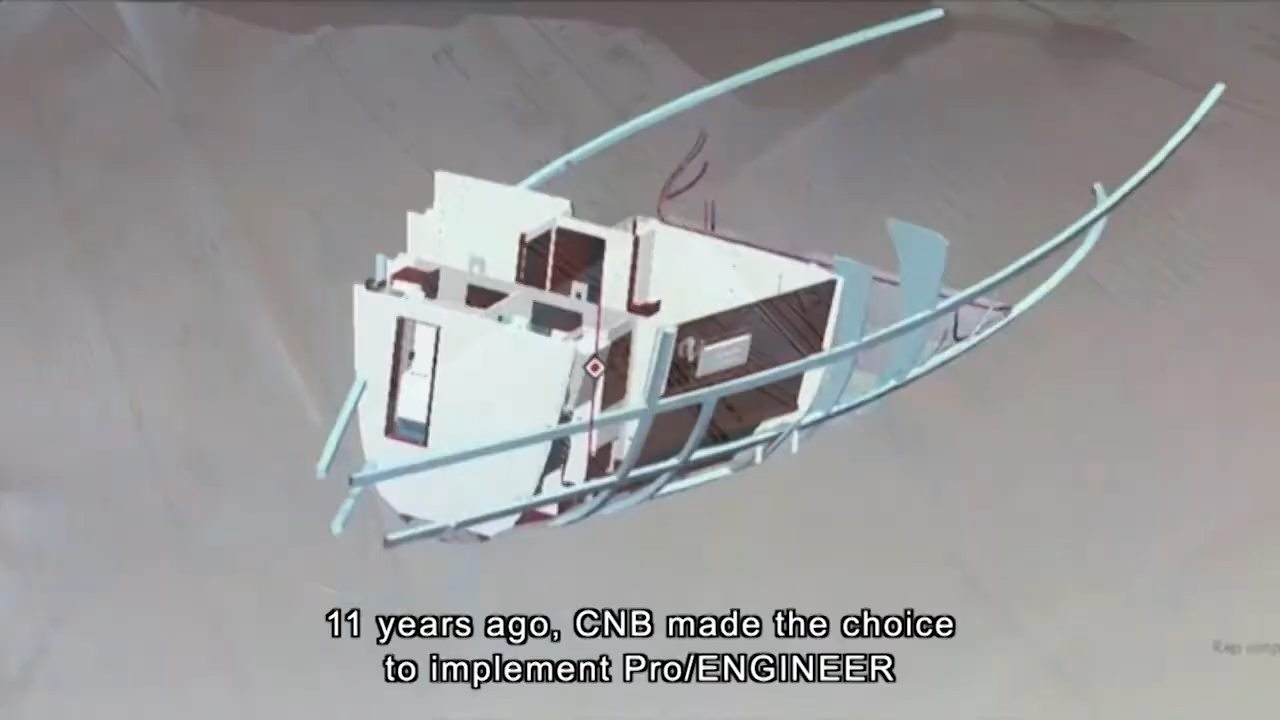 11 years ago, CNB made the choice
to implement Pro/ENGINEER